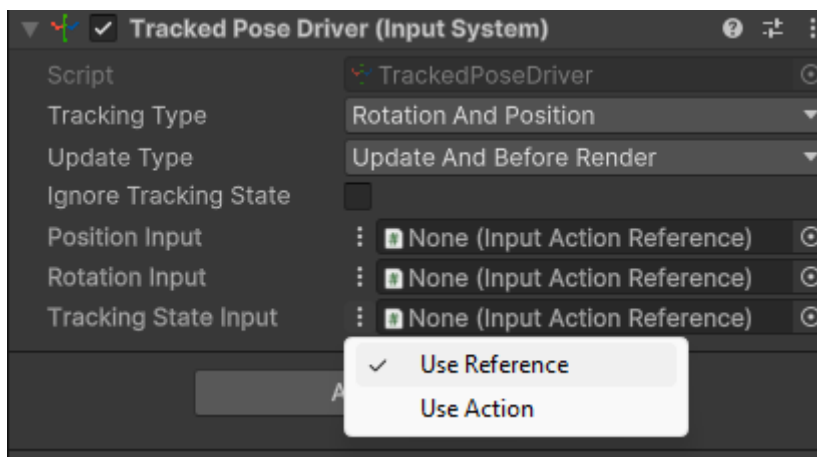 Tracked Pose Driver (Input System)
Script TrackedPoseDriver
Tracking Type Rotation And Position
Update Type Update And Before Render
Ignore Tracking State
Position Input None (Input Action Reference)
Rotation Input None (Input Action Reference)
Tracking State Input None (Input Action Reference)
Use Reference
Use Action